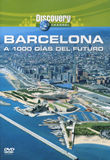 Discovery
CHANNEL
BARCELONA
A 1000 DÍAS DEL FUTURO
DVD